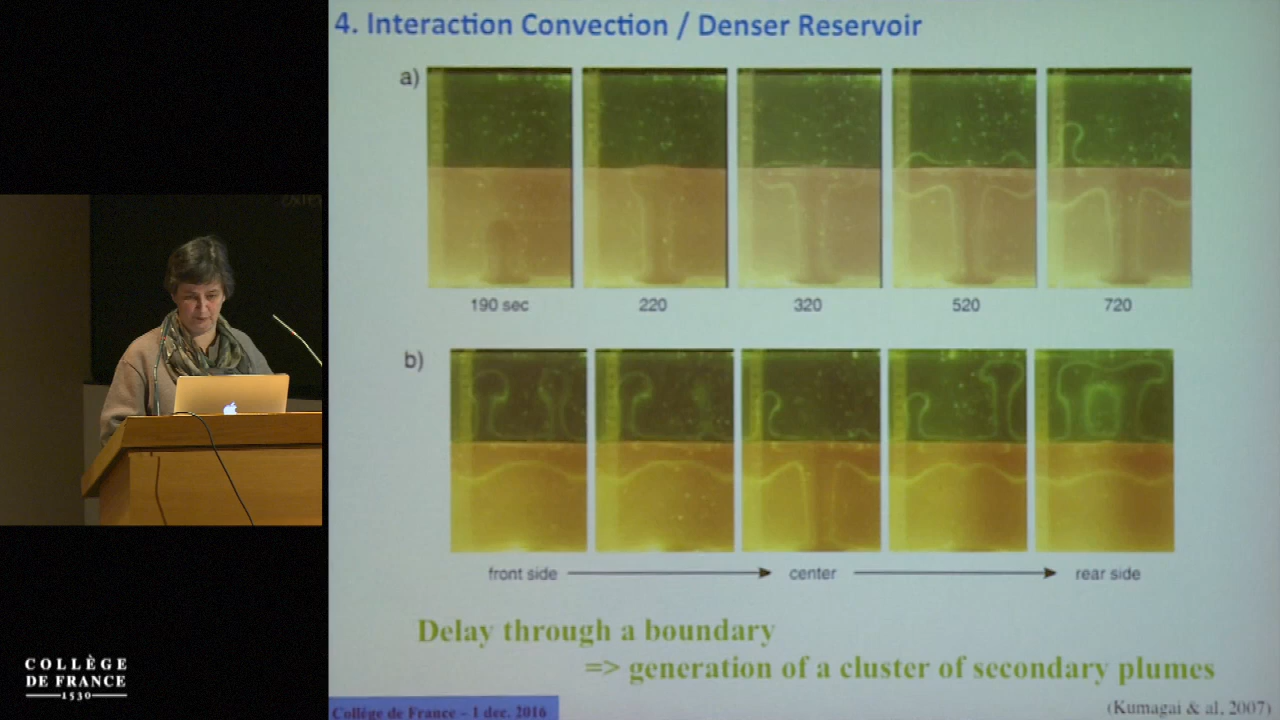 4. Interaction Convection / Denser Reservoir
a)
190 sec
220
320
520
720
b)
front side
center
rear side
Delay through a boundary
=> generation of a cluster of secondary plumes
Collège de France – 1 dec. 2016
(Kumagai & al, 2007)
COLLÈGE
DE FRANCE
1530